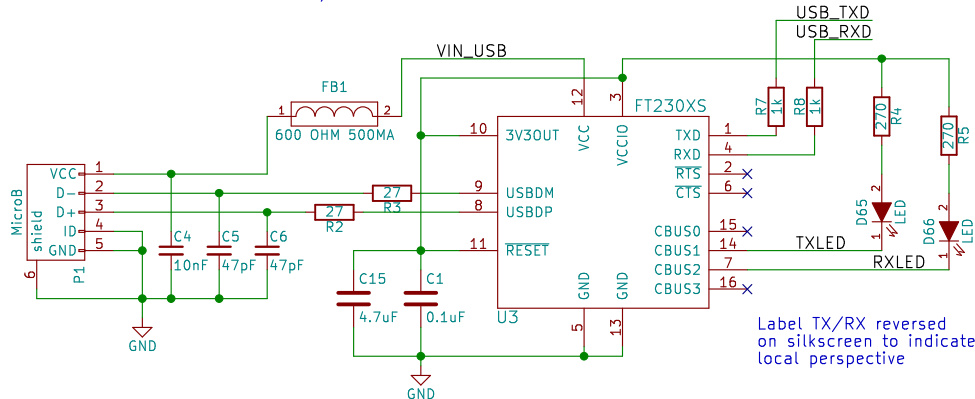 USB_TXD
USB_RXD
VIN_USB
FB1
1 2
600 OHM 500MA
FT230XS
12 3
R7 1k
R8 1k
270 R4
270 R5
10 3V3OUT VCC VCCIO TXD 1
RXD 4
RTS 2
CTS 6
MicroB
shield
VCC 1
D- 2
D+ 3
ID 4
GND 5
6
P1
27
R3
27
R2
9 USBDM
8 USBDP
11 RESET
CBUS0 15
CBUS1 14
CBUS2 7
CBUS3 16
TXLED
RXLED
2
D65 LED
1
2
D66 LED
1
C4
10nF
C5
47pF
C6
47pF
C15
4.7uF
C1
0.1uF
GND GND
U3
5 13
GND
GND
Label TX/RX reversed
on silkscreen to indicate
local perspective